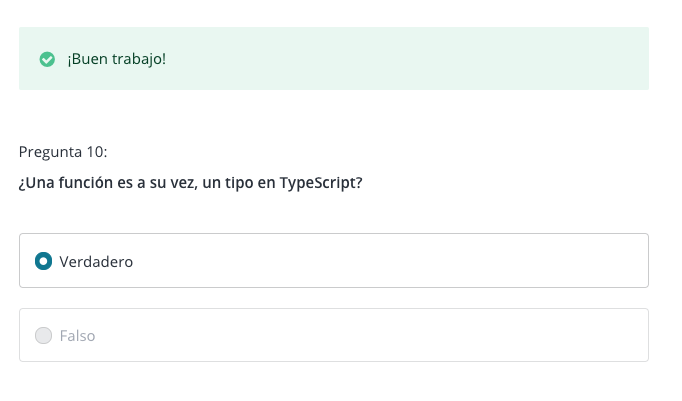 ¡Buen trabajo!
Pregunta 10:
¿Una función es a su vez, un tipo en TypeScript?
Verdadero
Falso